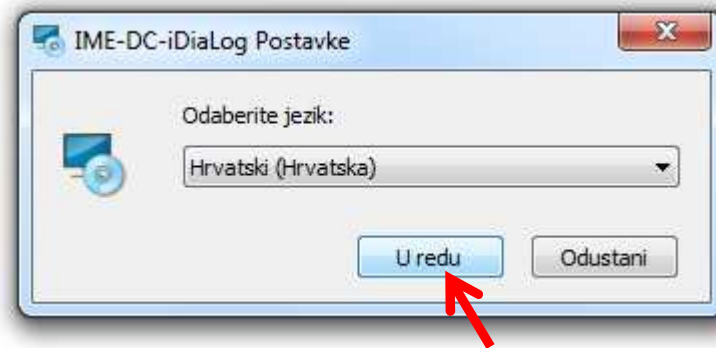 IME-DC-iDiaLog Postavke
Odaberite jezik:
Hrvatski (Hrvatska)
U redu
Odustani